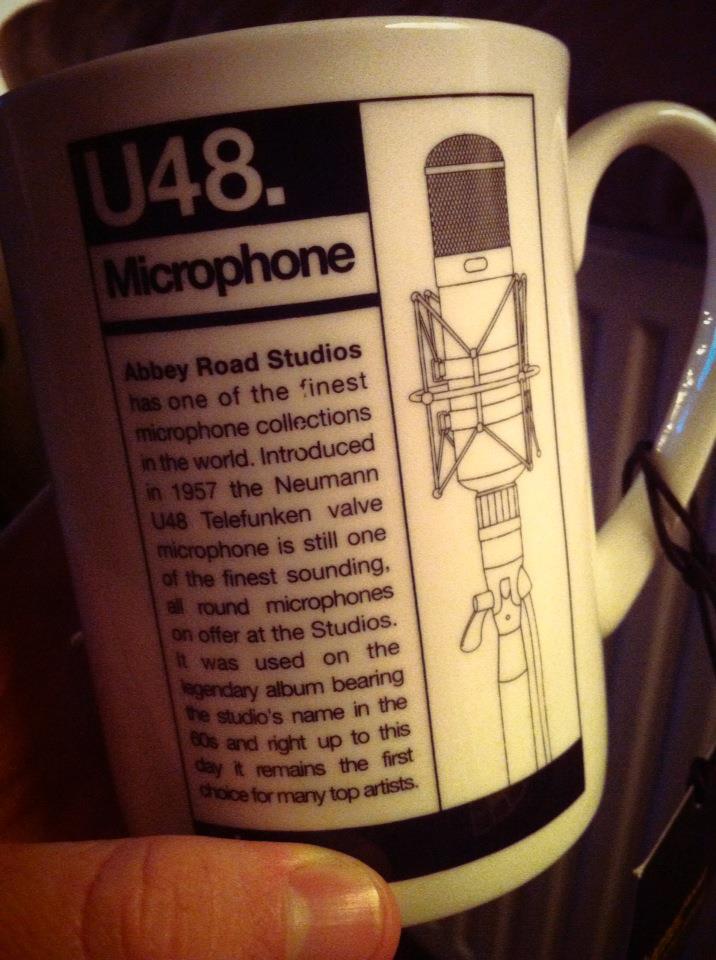 U48.
Microphone
Abbey Road Studios
has one of the finest
microphone collections
in the world. Introduced
in 1957 the Neumann
U48 Telefunken valve
microphone is still one
of the finest sounding,
all round microphones
on offer at the Studios.
It was used on the
legendary album bearing
the studio's name in the
60s and right up to this
day it remains the first
choice for many top artists.